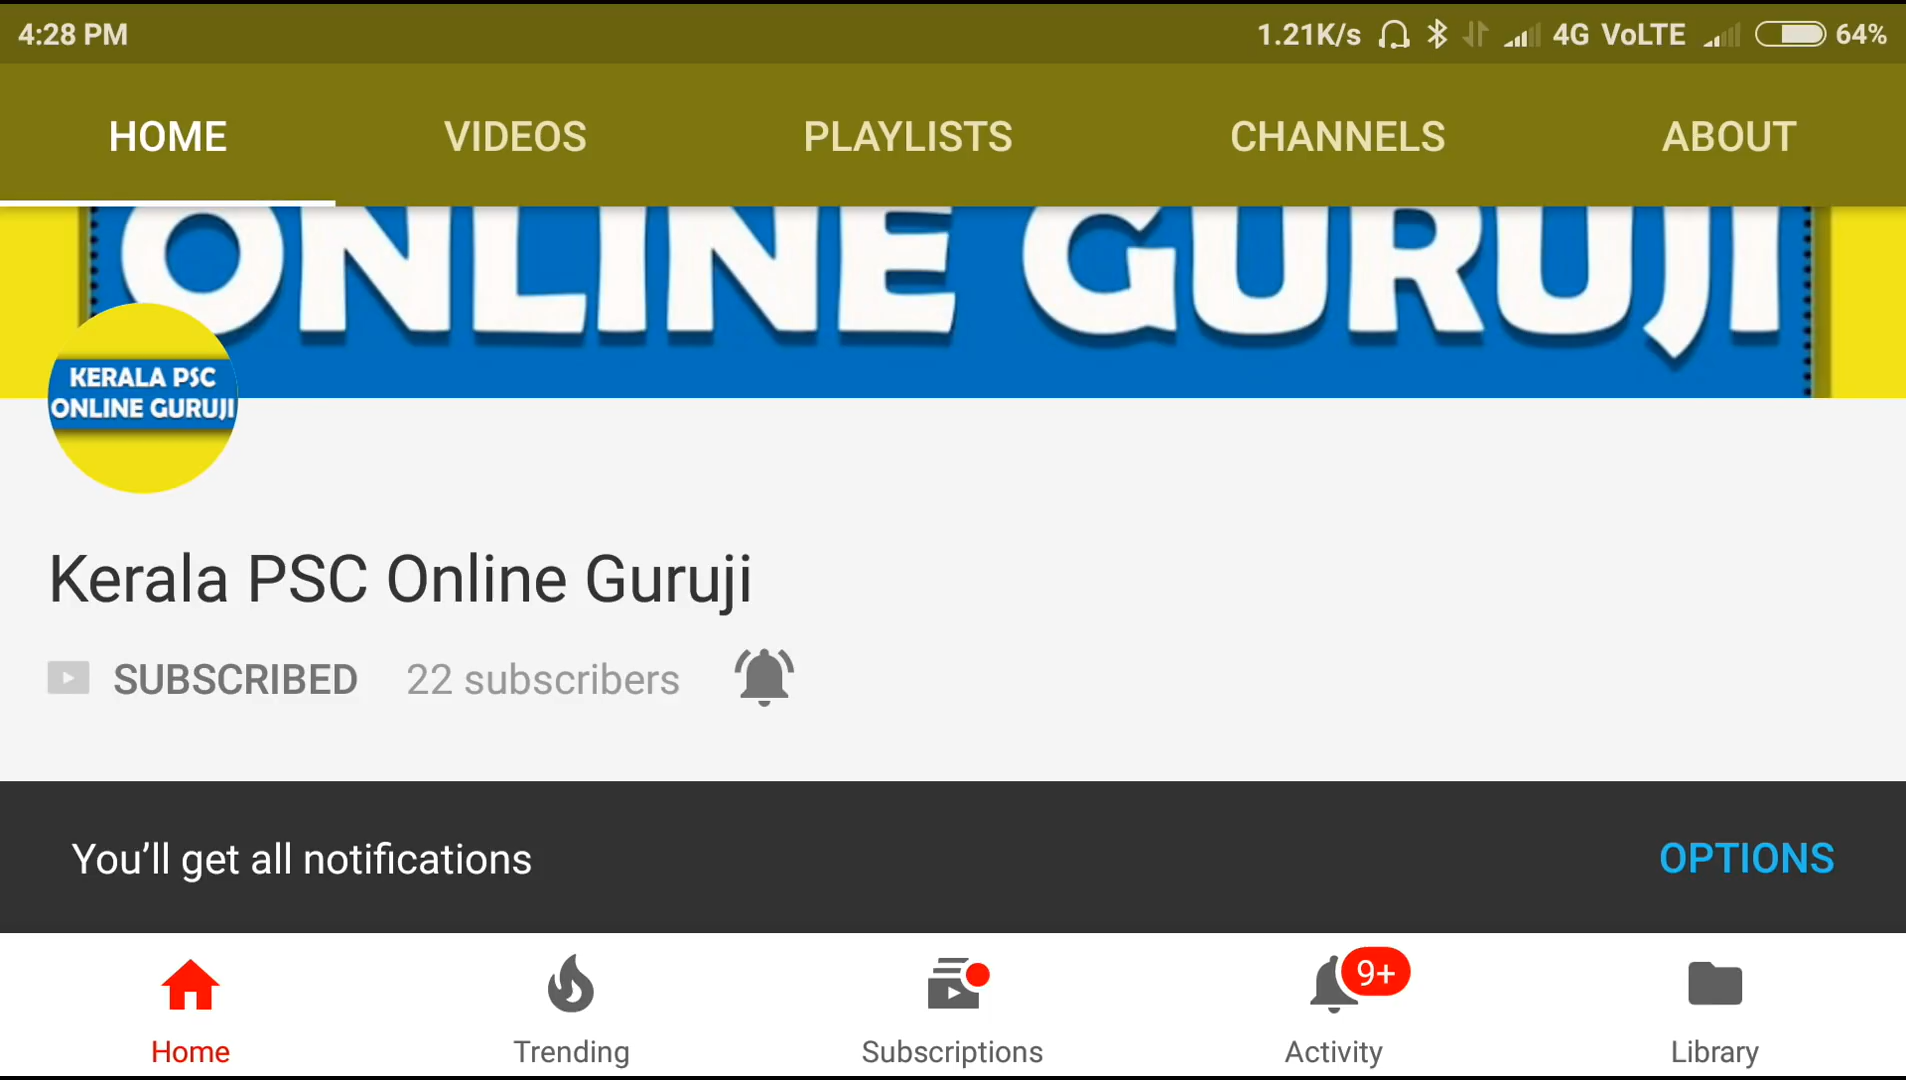 4:28 PM 1.21K/s 4G VoLTE 64%
HOME VIDEOS PLAYLISTS CHANNELS ABOUT
ONLINE GURUJI
KERALA PSC
ONLINE GURUJI
Kerala PSC Online Guruji
SUBSCRIBED 22 subscribers
You’ll get all notifications OPTIONS
9+
Home Trending Subscriptions Activity Library